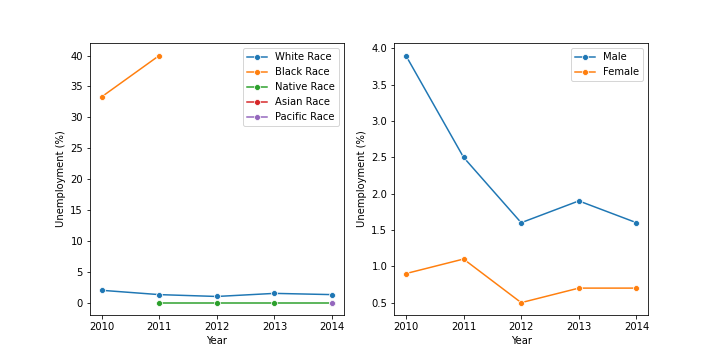 40
35
30
25
20
15
10
5
0
Unemployment (%)
2010 2011 2012 2013 2014
Year
White Race
Black Race
Native Race
Asian Race
Pacific Race
4.0
3.5
3.0
2.5
2.0
1.5
1.0
0.5
Unemployment (%)
2010 2011 2012 2013 2014
Year
Male
Female